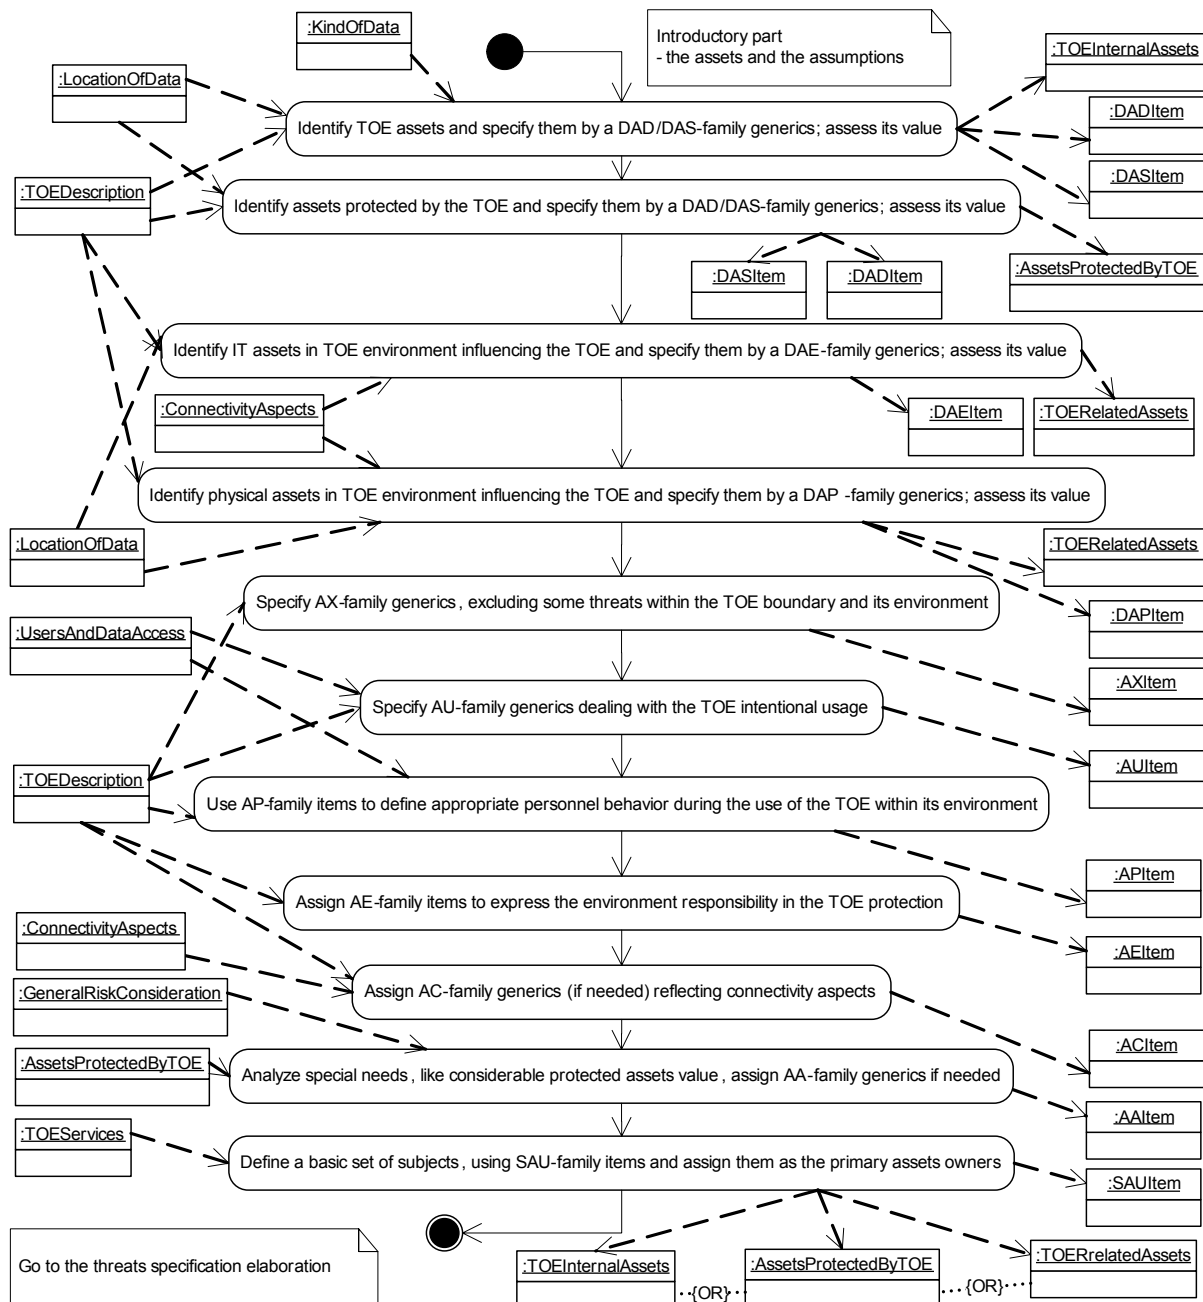 :KindOfData
Introductory part
- the assets and the assumptions
:TOEInternalAssets
:LocationOfData
:DADItem
Identify TOE assets and specify them by a DAD/DAS-family generics; assess its value
:DASItem
:TOEDescription
Identify assets protected by the TOE and specify them by a DAD/DAS-family generics; assess its value
:DASItem
:DADItem
:AssetsProtectedByTOE
Identify IT assets in TOE environment influencing the TOE and specify them by a DAE-family generics; assess its value
:ConnectivityAspects
:DAEItem
:TOERelatedAssets
Identify physical assets in TOE environment influencing the TOE and specify them by a DAP -family generics; assess its value
:LocationOfData
:TOERelatedAssets
Specify AX-family generics , excluding some threats within the TOE boundary and its environment
:DAPItem
:UsersAndDataAccess
:AXItem
Specify AU-family generics dealing with the TOE intentional usage
:AUItem
:TOEDescription
Use AP-family items to define appropriate personnel behavior during the use of the TOE within its environment
:APItem
Assign AE-family items to express the environment responsibility in the TOE protection
:ConnectivityAspects
:AEItem
:GeneralRiskConsideration
Assign AC-family generics (if needed) reflecting connectivity aspects
:ACItem
:AssetsProtectedByTOE
Analyze special needs , like considerable protected assets value , assign AA-family generics if needed
:AAItem
:TOEServices
Define a basic set of subjects , using SAU-family items and assign them as the primary assets owners
:SAUItem
Go to the threats specification elaboration
:TOEInternalAssets
:AssetsProtectedByTOE
:TOERrelatedAssets
{OR}
{OR}